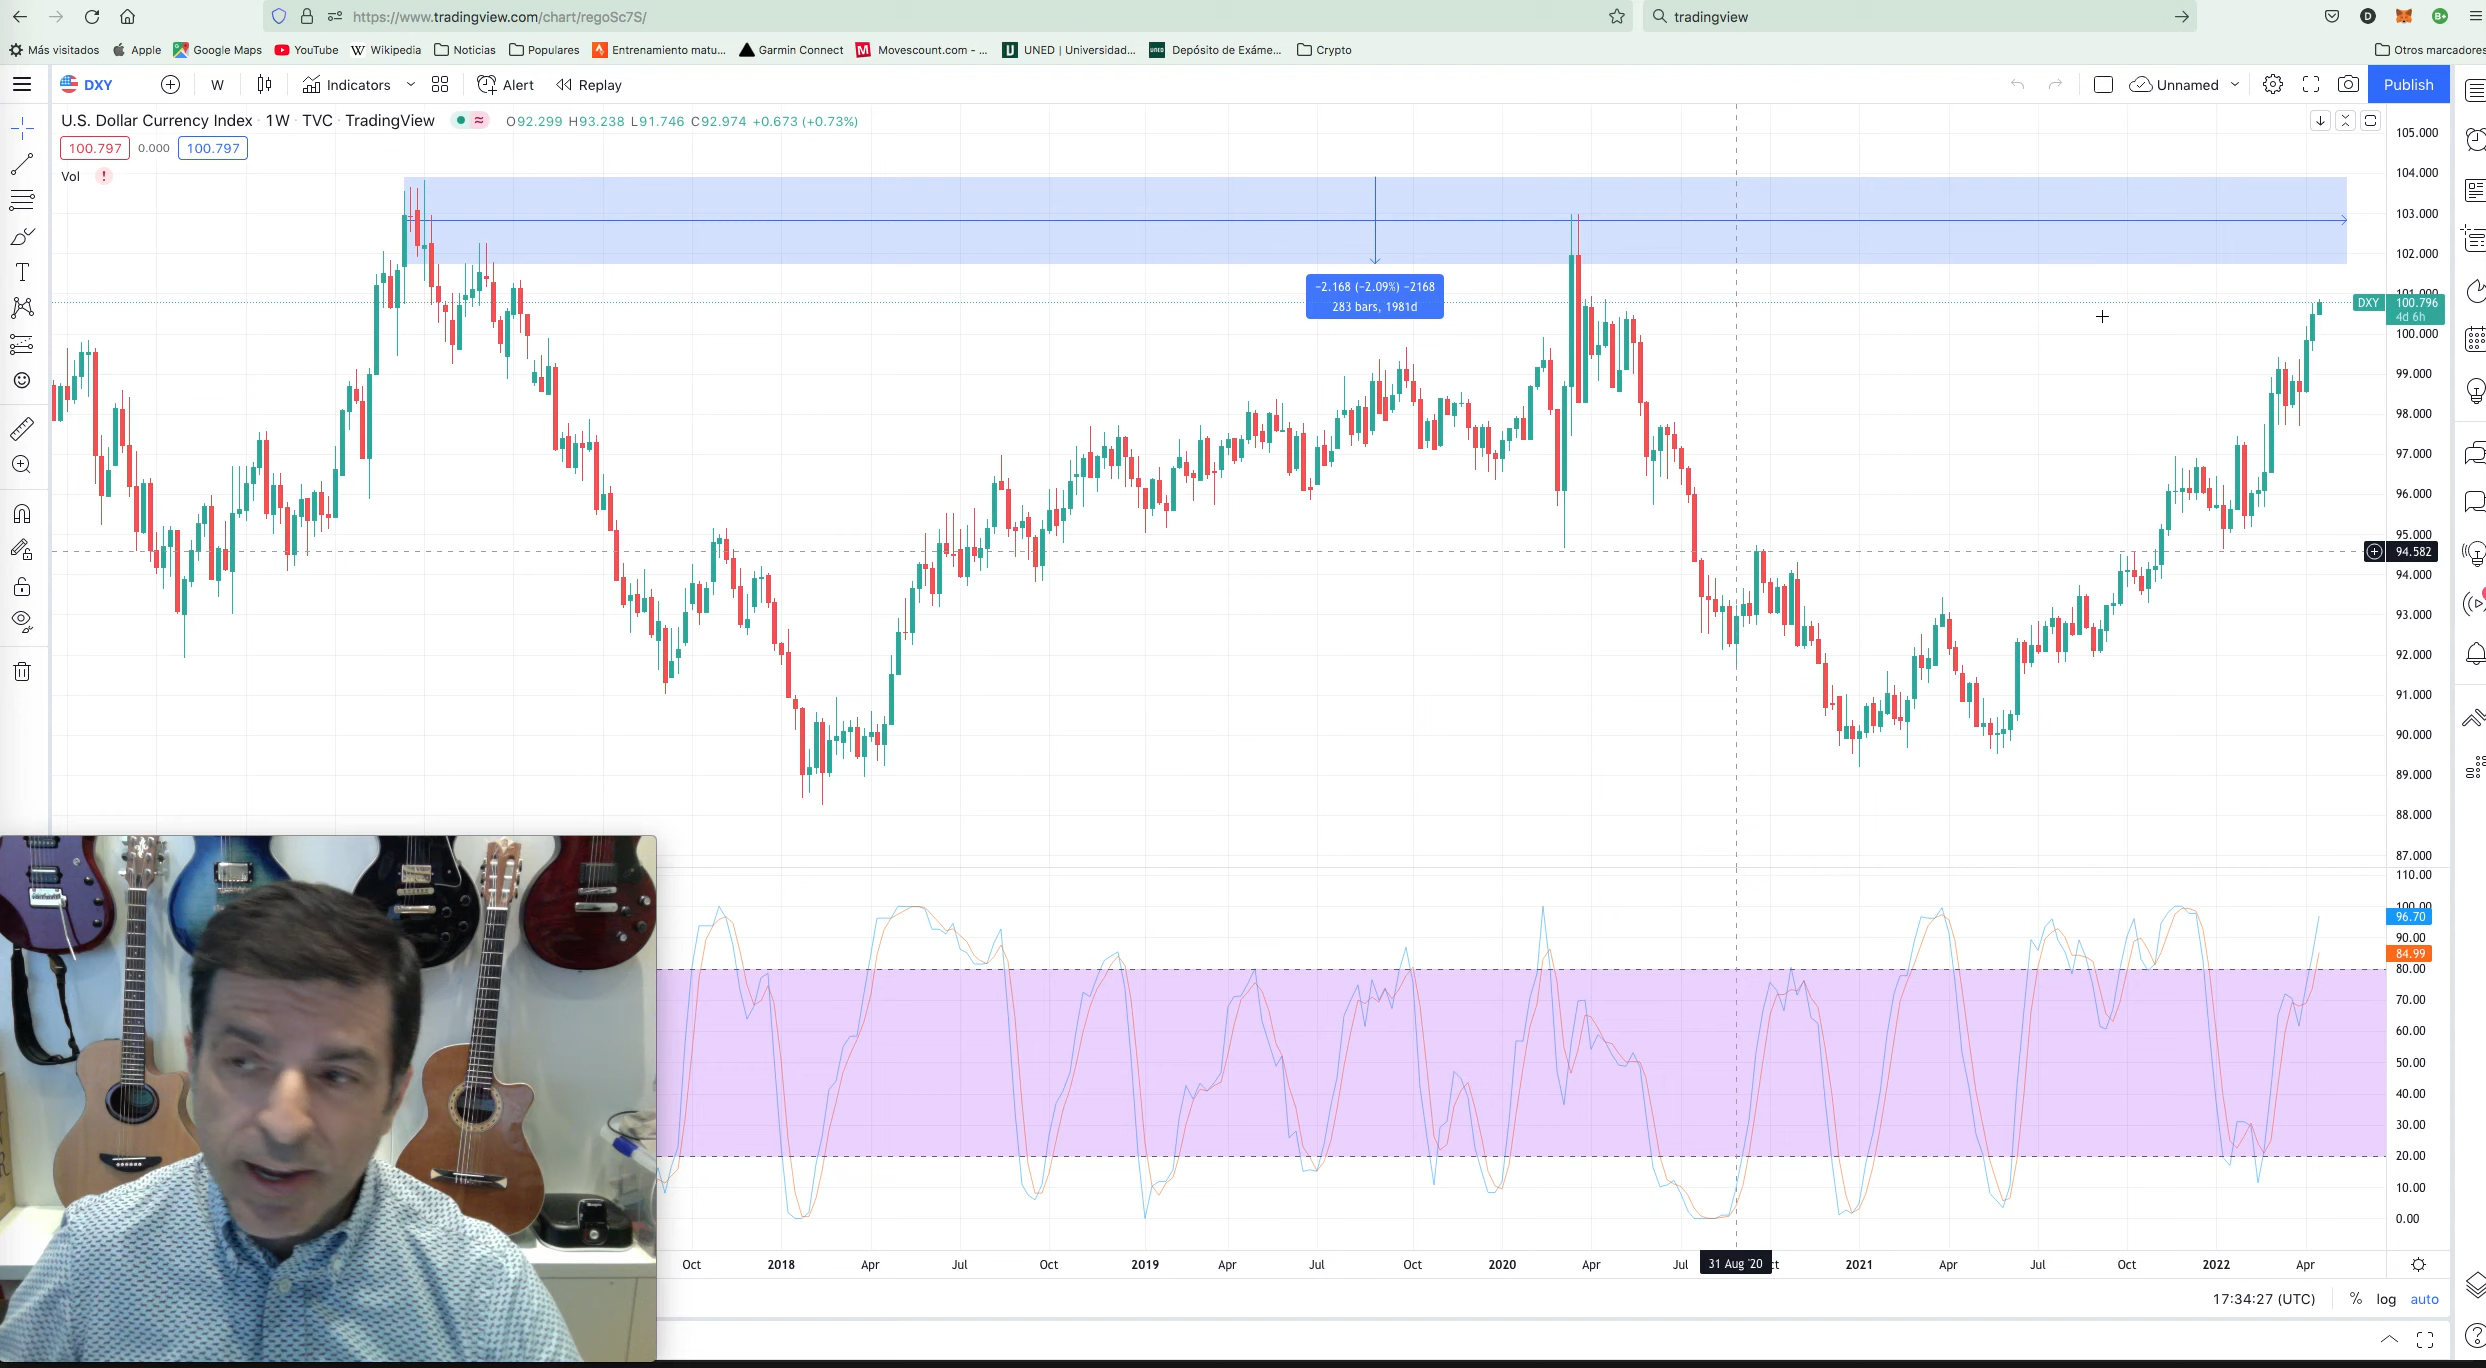 https://www.tradingview.com/chart/regoSc7S/
tradingview
Más visitados Apple Google Maps YouTube Wikipedia Noticias Populares Entrenamiento matu... Garmin Connect Movescount.com - ... UNED | Universidad... Depósito de Exáme... Crypto Otros marcadores
DXY W Indicators Alert Replay Unnamed Publish
U.S. Dollar Currency Index · 1W · TVC · TradingView O92.299 H93.238 L91.746 C92.974 +0.673 (+0.73%)
100.797 0.000 100.797
Vol
105.000
104.000
103.000
102.000
101.000
−2.168 (−2.09%) −2168
283 bars, 1981d
DXY 100.796
4d 6h
100.000
99.000
98.000
97.000
96.000
95.000
94.582
94.000
93.000
92.000
91.000
90.000
89.000
88.000
87.000
110.00
100.00
96.70
90.00
84.99
80.00
70.00
60.00
50.00
40.00
30.00
20.00
10.00
0.00
Oct 2018 Apr Jul Oct 2019 Apr Jul Oct 2020 Apr Jul 31 Aug '20 2021 Apr Jul Oct 2022 Apr
17:34:27 (UTC) % log auto